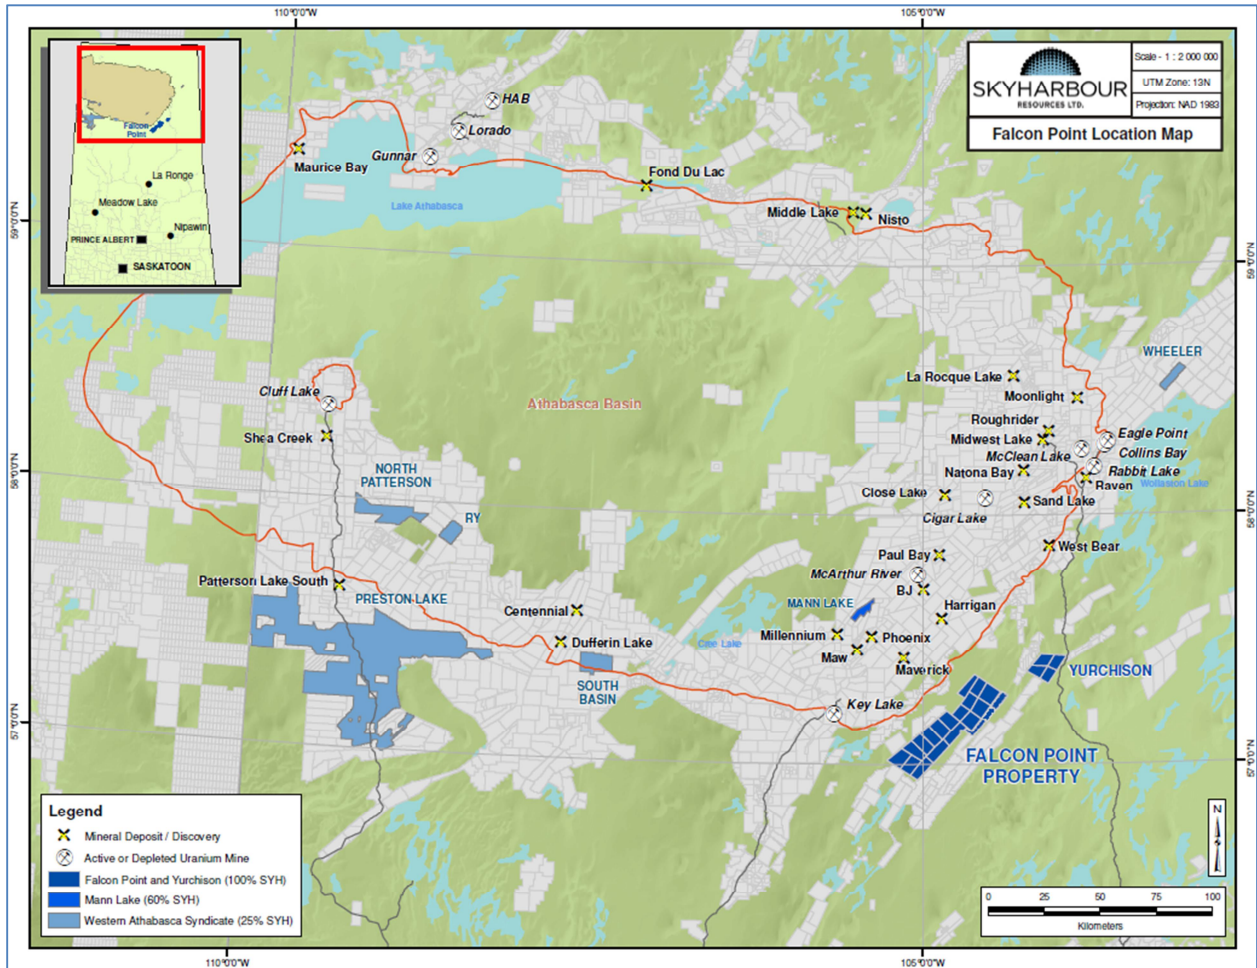 110°0'0"W
105°0'0"W
SKYHARBOUR
RESOURCES LTD.
Scale - 1 : 2 000 000
UTM Zone: 13N
Projection: NAD 1983
Falcon Point Location Map
Falcon
Point
La Ronge
Meadow Lake
Nipawin
PRINCE ALBERT
SASKATOON
HAB
Lorado
Gunnar
Maurice Bay
Fond Du Lac
Lake Athabasca
Middle Lake
Nisto
59°0'0"N
59°0'0"N
WHEELER
La Rocque Lake
Moonlight
Cluff Lake
Athabasca Basin
Roughrider
Eagle Point
Shea Creek
Midwest Lake
McClean Lake
Collins Bay
Natona Bay
Rabbit Lake
Raven
Wollaston Lake
58°0'0"N
NORTH
PATTERSON
Close Lake
Sand Lake
RY
Cigar Lake
58°0'0"N
Paul Bay
West Bear
McArthur River
Patterson Lake South
BJ
PRESTON LAKE
MANN LAKE
Harrigan
Centennial
Millennium
Phoenix
Dufferin Lake
Cree Lake
Maw
Maverick
YURCHISON
SOUTH
BASIN
Key Lake
57°0'0"N
FALCON POINT
PROPERTY
57°0'0"N
Legend
Mineral Deposit / Discovery
Active or Depleted Uranium Mine
Falcon Point and Yurchison (100% SYH)
Mann Lake (60% SYH)
Western Athabasca Syndicate (25% SYH)
N
0 25 50 75 100
Kilometers
110°0'0"W
105°0'0"W